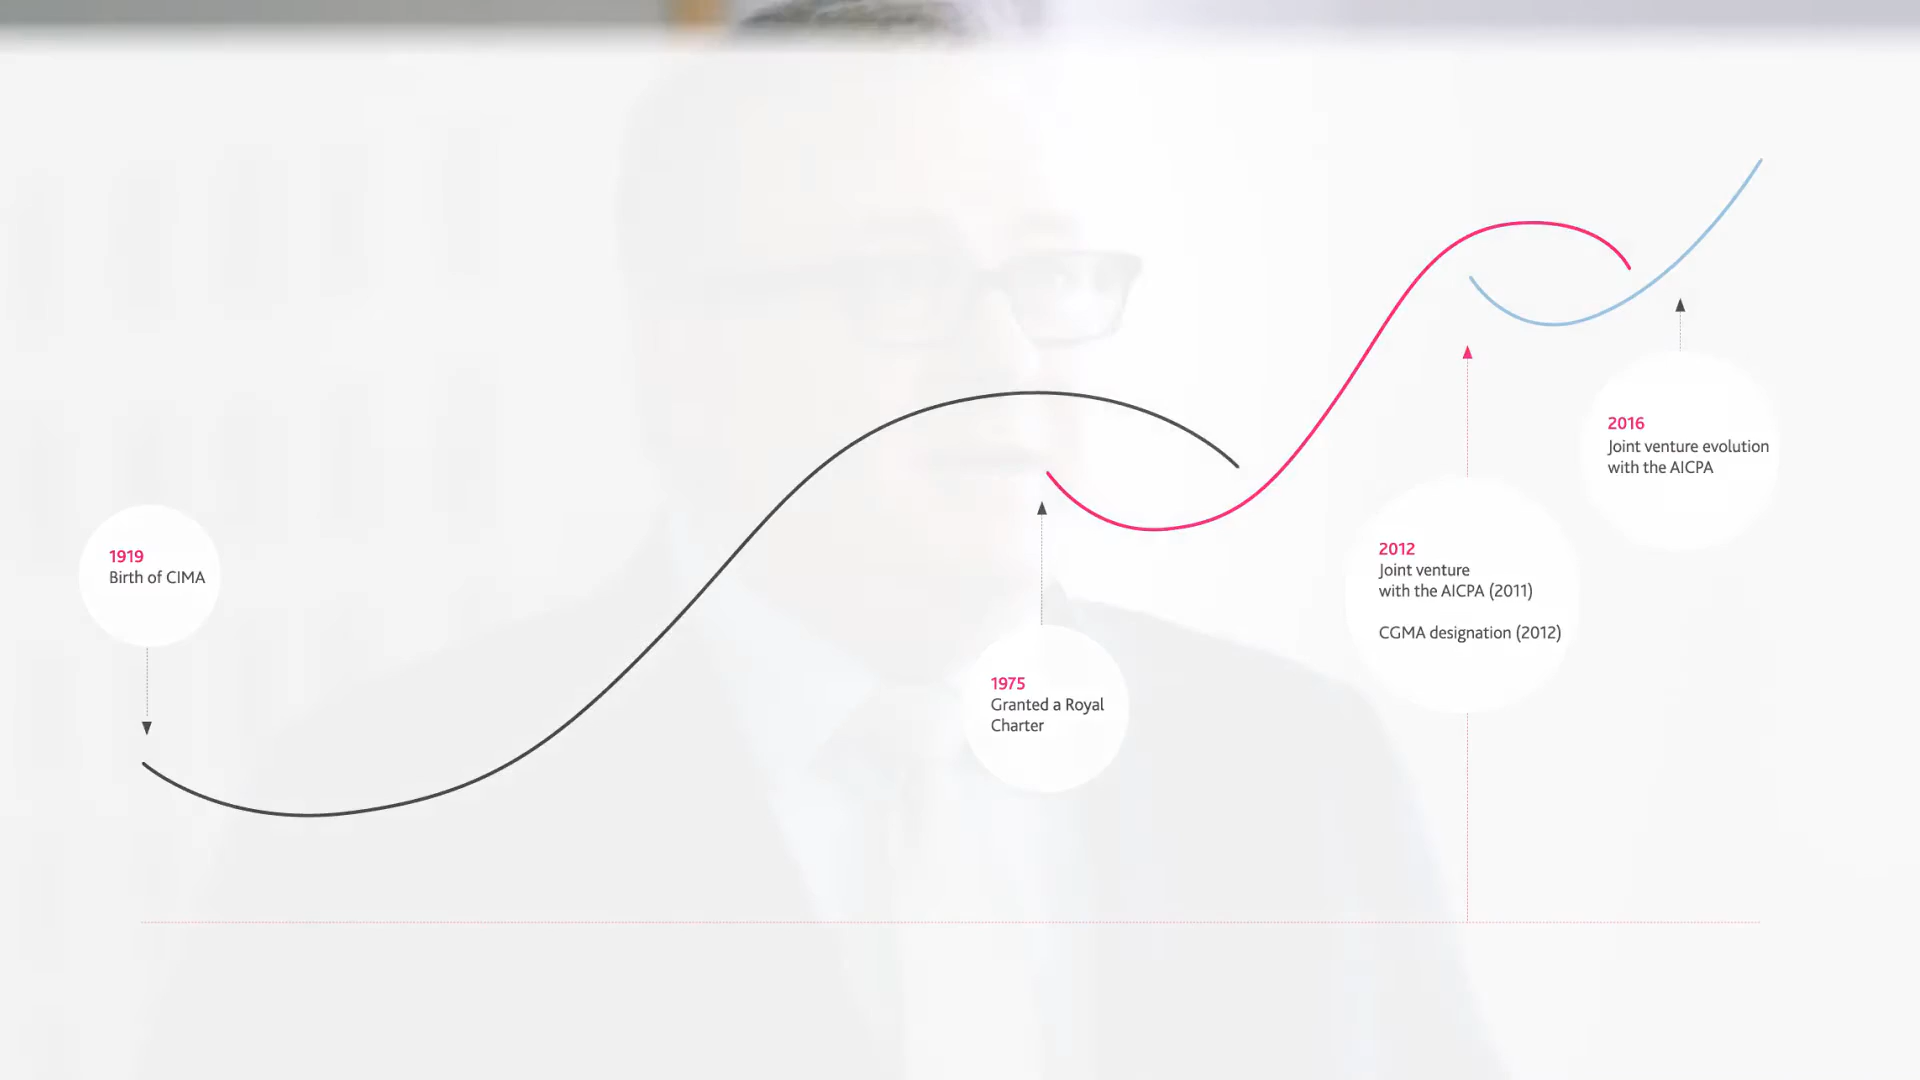 1919
Birth of CIMA
1975
Granted a Royal
Charter
2012
Joint venture
with the AICPA (2011)
CGMA designation (2012)
2016
Joint venture evolution
with the AICPA